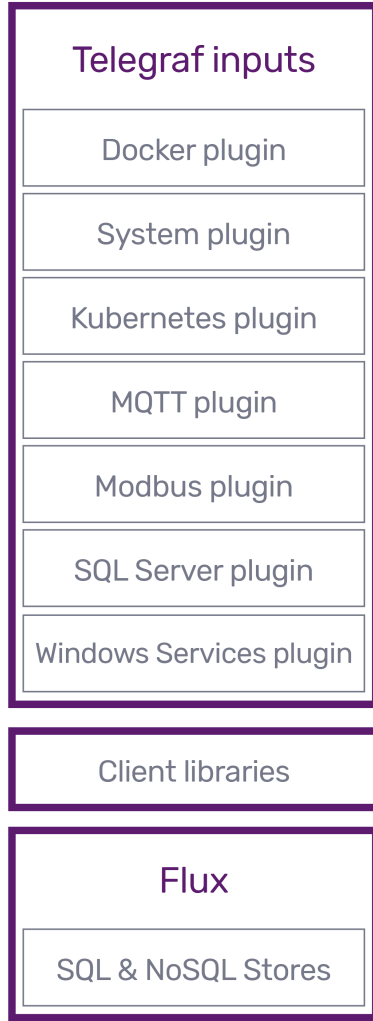 Telegraf inputs
Docker plugin
System plugin
Kubernetes plugin
MQTT plugin
Modbus plugin
SQL Server plugin
Windows Services plugin
Client libraries
Flux
SQL & NoSQL Stores